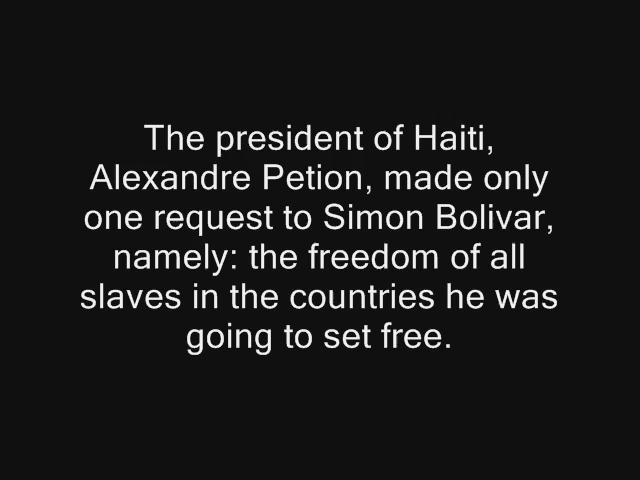 The president of Haiti,
Alexandre Petion, made only
one request to Simon Bolivar,
namely: the freedom of all
slaves in the countries he was
going to set free.